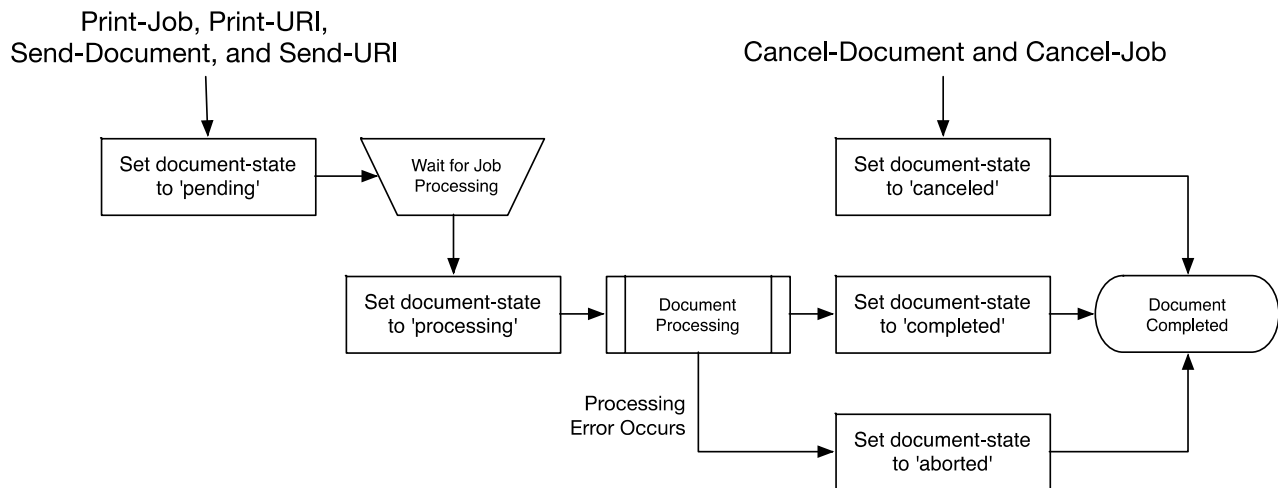 Print-Job, Print-URI,
Send-Document, and Send-URI
Cancel-Document and Cancel-Job
Set document-state
to 'pending'
Wait for Job
Processing
Set document-state
to 'canceled'
Set document-state
to 'processing'
Document
Processing
Set document-state
to 'completed'
Document
Completed
Processing
Error Occurs
Set document-state
to 'aborted'